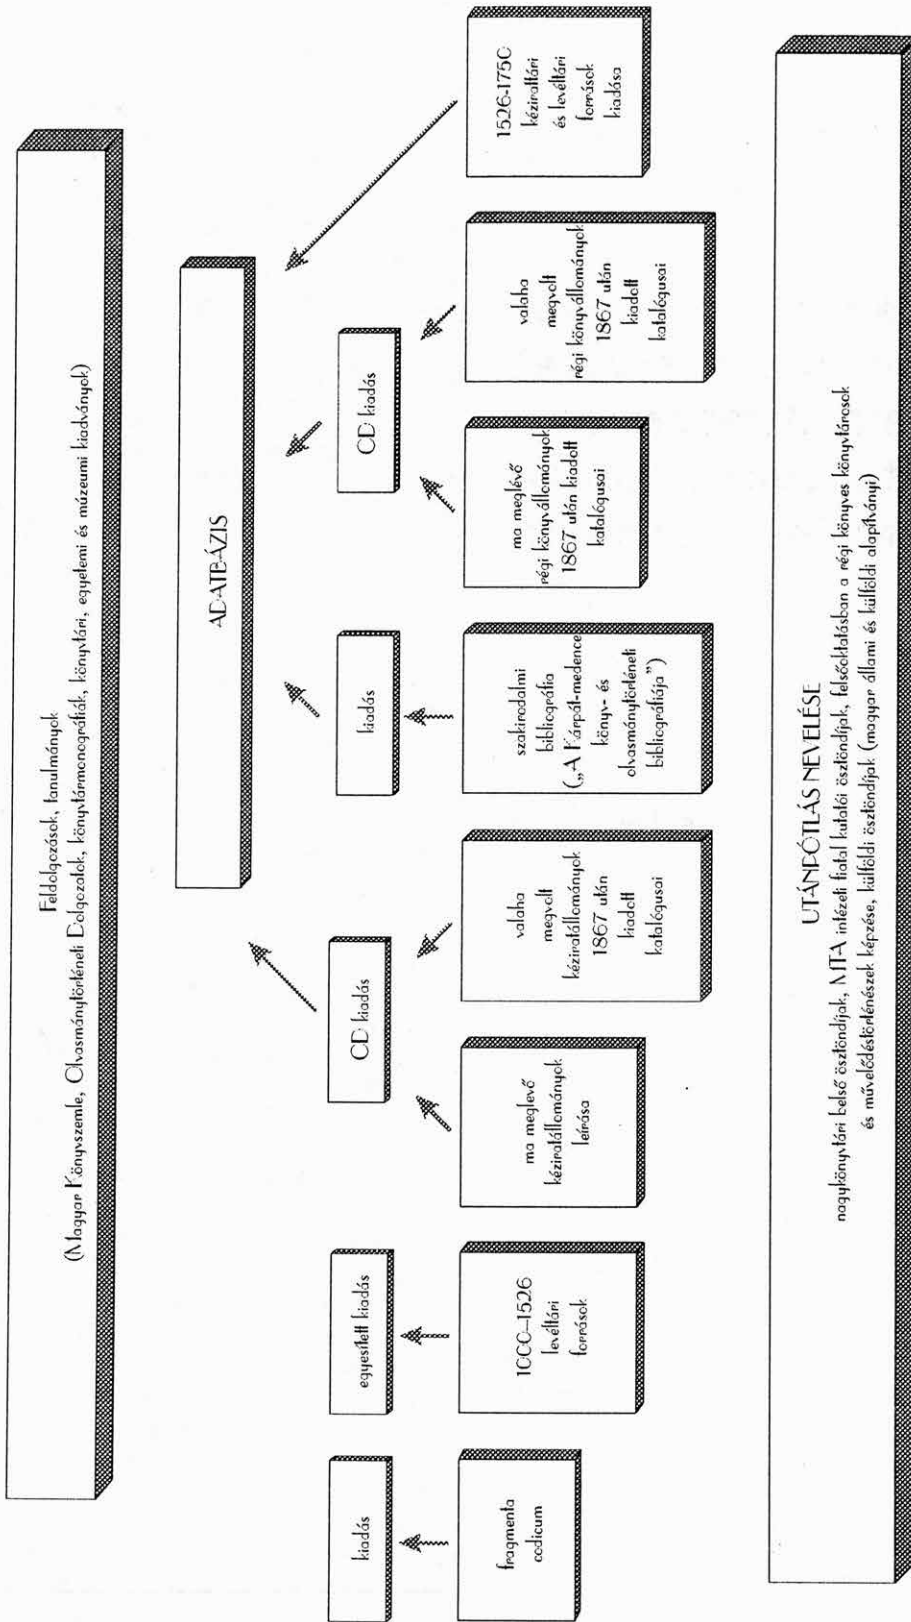 Feldolgozások, tanulmányok
(Magyar Könyvszemle, Olvasmánytörténeti Dolgozatok, könyvtármonográfiák, könyvtári, egyetemi és múzeumi kiadványok)
ADATBÁZIS
kiadás
egyesített kiadás
CD kiadás
kiadás
CD kiadás
fragmenta
codicum
1000–1526
levéltári
források
ma meglevő
kéziratállományok
leírása
valaha
megvolt
kéziratállományok
1867 után
kiadott
katalógusai
szakirodalmi
bibliográfia
(„A Kárpát-medence
könyv- és
olvasmánytörténeti
bibliográfiája”)
ma meglévő
régi könyvállományok
1867 után kiadott
katalógusai
valaha
megvolt
régi könyvállományok
1867 után
kiadott
katalógusai
1526-1750
kézirattári
és levéltári
források
kiadása
UTÁNPÓTLÁS NEVELÉSE
nagykönyvtári belső ösztöndíjak, MTA intézeti fiatal kutatói ösztöndíjak, felsőoktatásban a régi könyves könyvtárosok
és művelődéstörténészek képzése, külföldi ösztöndíjak (magyar állami és külföldi alapítványi)